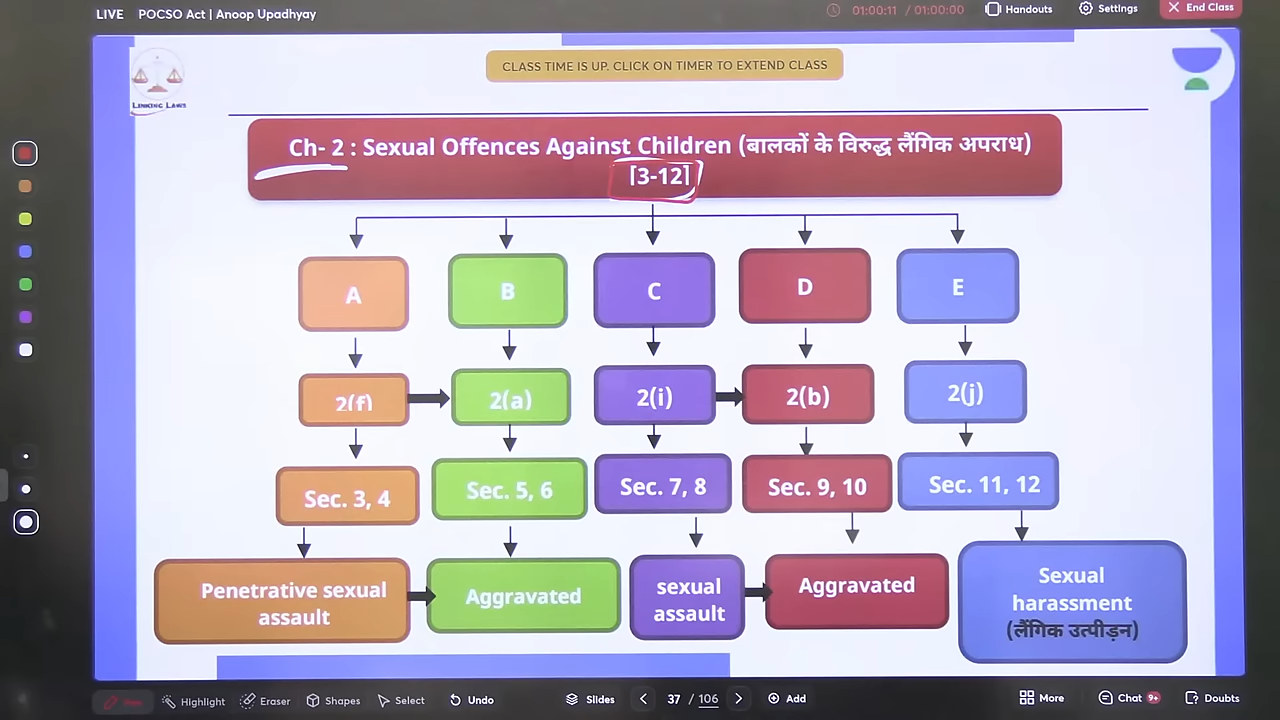 LIVE POCSO Act | Anoop Upadhyay
01:00:11 / 01:00:00 Handouts Settings End Class
LINKING LAWS
CLASS TIME IS UP. CLICK ON TIMER TO EXTEND CLASS
Ch- 2 : Sexual Offences Against Children (बालकों के विरुद्ध लैंगिक अपराध)
[3-12]
A B C D E
2(f) 2(a) 2(i) 2(b) 2(j)
Sec. 3, 4 Sec. 5, 6 Sec. 7, 8 Sec. 9, 10 Sec. 11, 12
Penetrative sexual
assault
Aggravated
sexual
assault
Aggravated
Sexual
harassment
(लैंगिक उत्पीड़न)
Highlight Eraser Shapes Select Undo Slides 37 / 106 Add More Chat 9+ Doubts